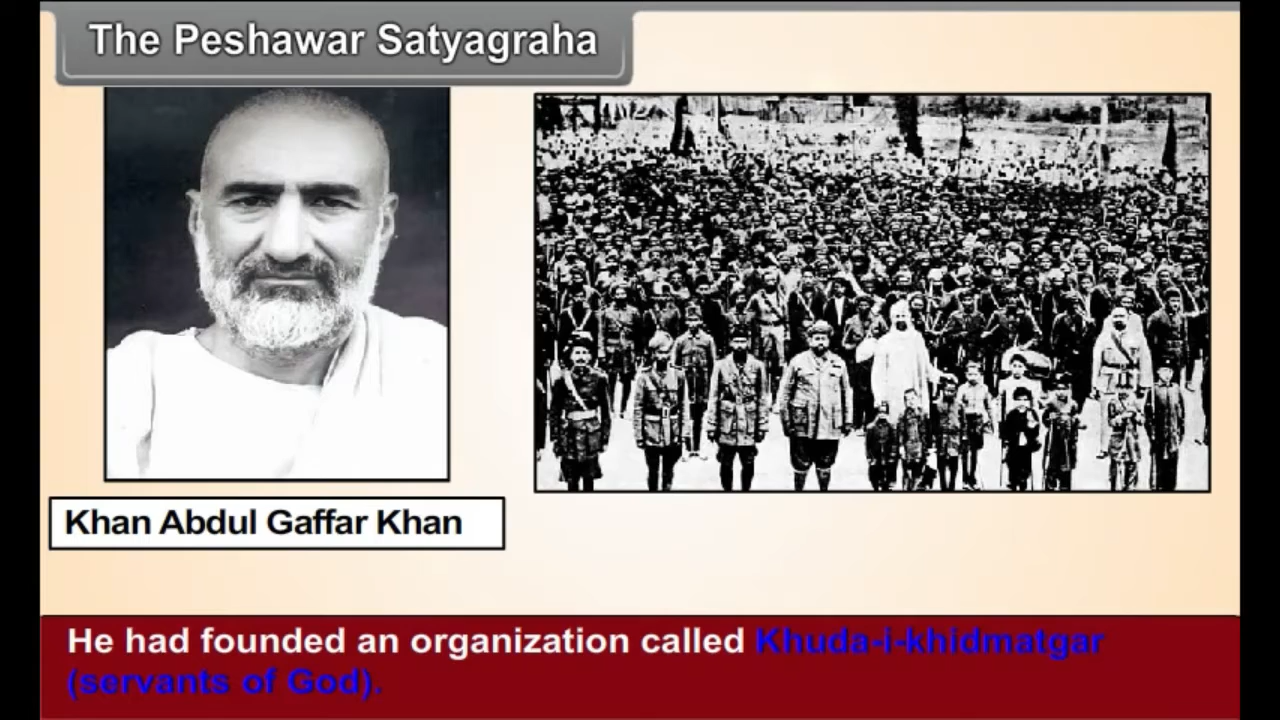 The Peshawar Satyagraha
Khan Abdul Gaffar Khan
He had founded an organization called Khuda-i-khidmatgar
(servants of God).